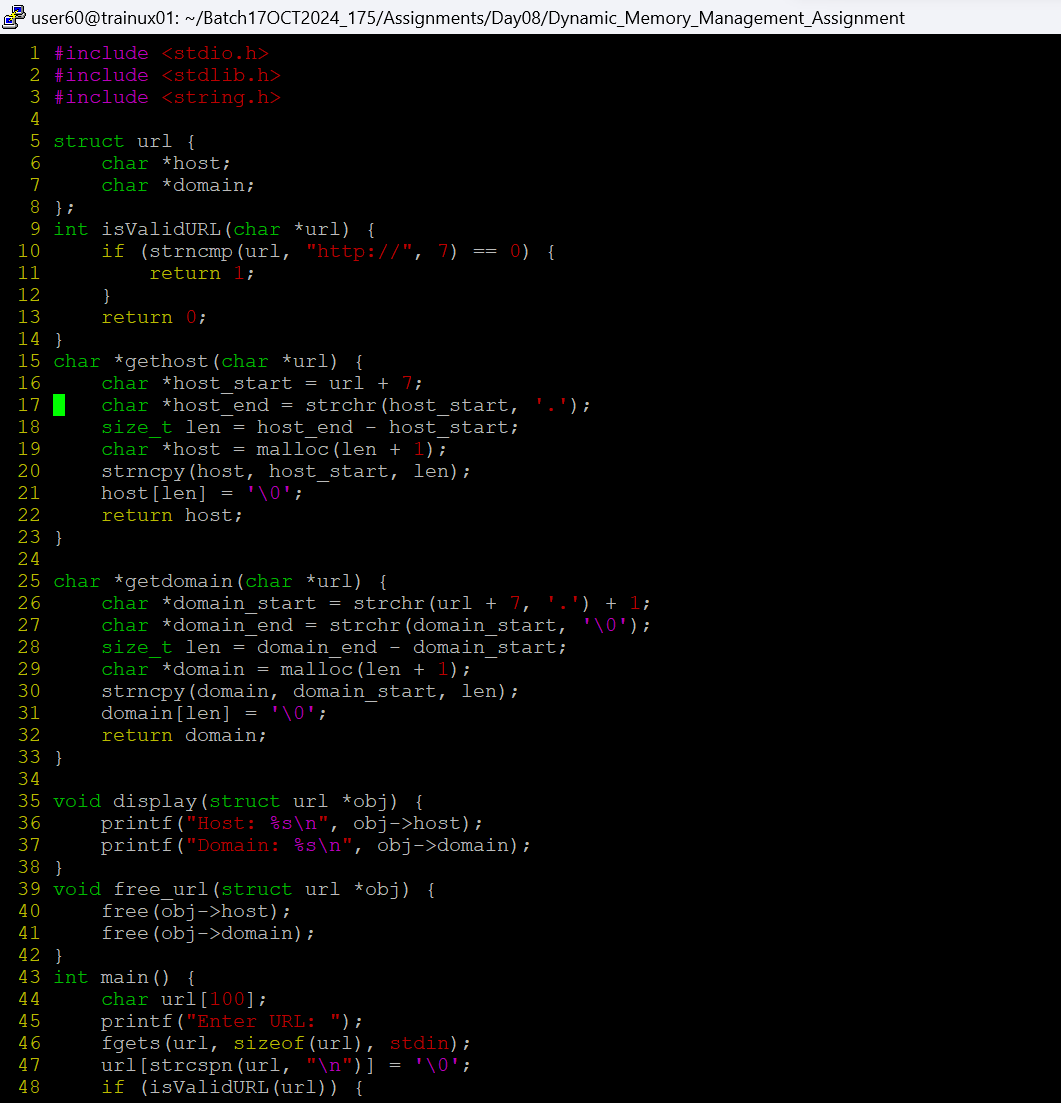 user60@trainux01: ~/Batch17OCT2024_175/Assignments/Day08/Dynamic_Memory_Management_Assignment
1 #include <stdio.h>
2 #include <stdlib.h>
3 #include <string.h>
4
5 struct url {
6     char *host;
7     char *domain;
8 };
9 int isValidURL(char *url) {
10     if (strncmp(url, "http://", 7) == 0) {
11         return 1;
12     }
13     return 0;
14 }
15 char *gethost(char *url) {
16     char *host_start = url + 7;
17     char *host_end = strchr(host_start, '.');
18     size_t len = host_end - host_start;
19     char *host = malloc(len + 1);
20     strncpy(host, host_start, len);
21     host[len] = '\0';
22     return host;
23 }
24
25 char *getdomain(char *url) {
26     char *domain_start = strchr(url + 7, '.') + 1;
27     char *domain_end = strchr(domain_start, '\0');
28     size_t len = domain_end - domain_start;
29     char *domain = malloc(len + 1);
30     strncpy(domain, domain_start, len);
31     domain[len] = '\0';
32     return domain;
33 }
34
35 void display(struct url *obj) {
36     printf("Host: %s\n", obj->host);
37     printf("Domain: %s\n", obj->domain);
38 }
39 void free_url(struct url *obj) {
40     free(obj->host);
41     free(obj->domain);
42 }
43 int main() {
44     char url[100];
45     printf("Enter URL: ");
46     fgets(url, sizeof(url), stdin);
47     url[strcspn(url, "\n")] = '\0';
48     if (isValidURL(url)) {